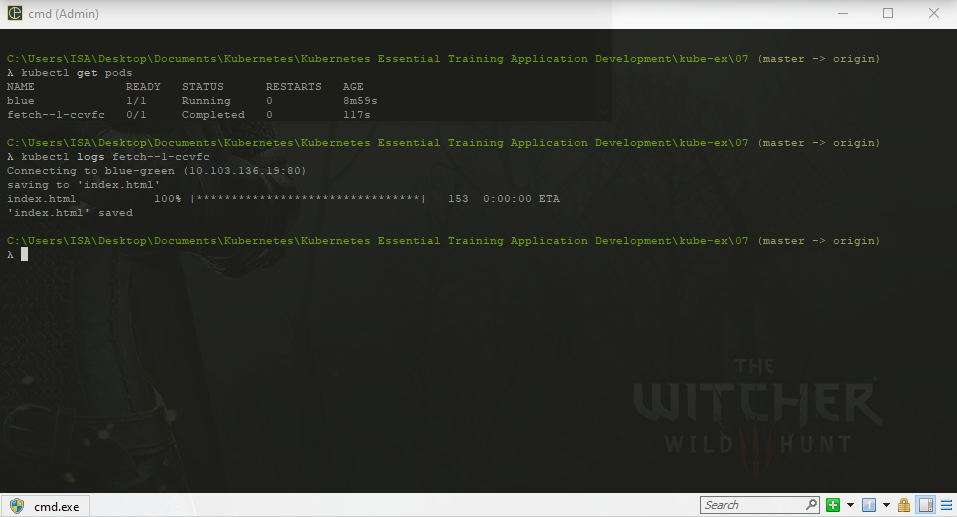 cmd (Admin)
C:\Users\ISA\Desktop\Documents\Kubernetes\Kubernetes Essential Training Application Development\kube-ex\07 (master -> origin)
λ kubectl get pods
NAME             READY   STATUS      RESTARTS   AGE
blue             1/1     Running     0          8m59s
fetch--1-ccvfc   0/1     Completed   0          117s
C:\Users\ISA\Desktop\Documents\Kubernetes\Kubernetes Essential Training Application Development\kube-ex\07 (master -> origin)
λ kubectl logs fetch--1-ccvfc
Connecting to blue-green (10.103.136.19:80)
saving to 'index.html'
index.html           100% |********************************|   153  0:00:00 ETA
'index.html' saved
C:\Users\ISA\Desktop\Documents\Kubernetes\Kubernetes Essential Training Application Development\kube-ex\07 (master -> origin)
λ
THE
WITCHER
WILD III HUNT
cmd.exe
Search